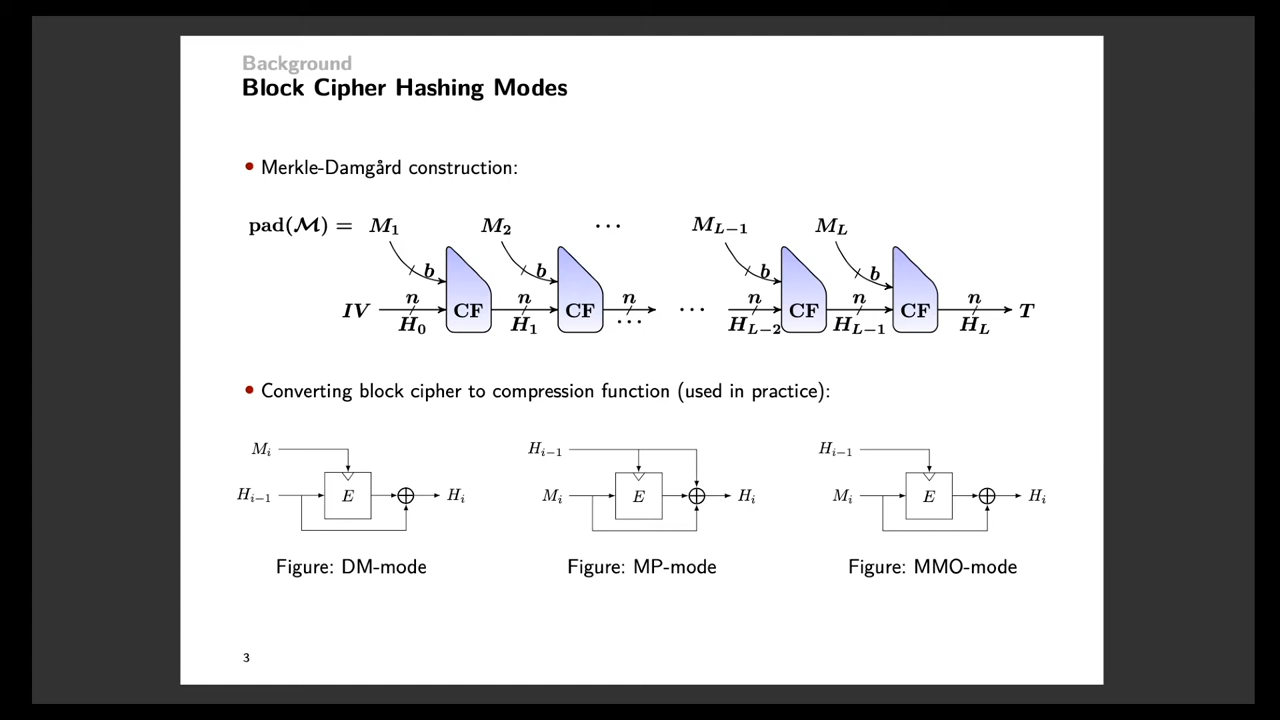 Background
Block Cipher Hashing Modes
• Merkle-Damgård construction:
pad(𝓜) = M₁ M₂ ⋯ M_{L−1} M_L
b b b b
n n n n n n
IV CF CF ⋯ CF CF T
H₀ H₁ ⋯ H_{L−2} H_{L−1} H_L
• Converting block cipher to compression function (used in practice):
M_i H_{i−1} H_{i−1}
H_{i−1} E H_i M_i E H_i M_i E H_i
Figure: DM-mode Figure: MP-mode Figure: MMO-mode
3